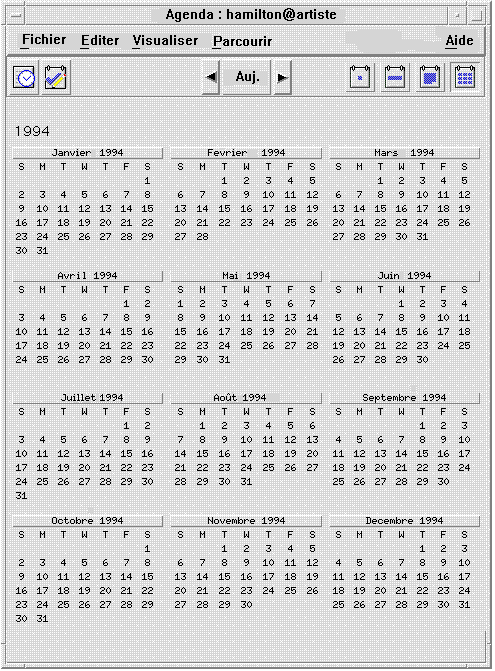 Agenda : hamilton@artiste
Fichier Editer Visualiser Parcourir Aide
Auj.
1994
Janvier 1994 Fevrier 1994 Mars 1994
S M T W T F S S M T W T F S S M T W T F S
1 1 2 3 4 5 1 2 3 4 5
2 3 4 5 6 7 8 6 7 8 9 10 11 12 6 7 8 9 10 11 12
9 10 11 12 13 14 15 13 14 15 16 17 18 19 13 14 15 16 17 18 19
16 17 18 19 20 21 22 20 21 22 23 24 25 26 20 21 22 23 24 25 26
23 24 25 26 27 28 29 27 28 27 28 29 30 31
30 31
Avril 1994 Mai 1994 Juin 1994
S M T W T F S S M T W T F S S M T W T F S
1 2 1 2 3 4 5 6 7 1 2 3 4
3 4 5 6 7 8 9 8 9 10 11 12 13 14 5 6 7 8 9 10 11
10 11 12 13 14 15 16 15 16 17 18 19 20 21 12 13 14 15 16 17 18
17 18 19 20 21 22 23 22 23 24 25 26 27 28 19 20 21 22 23 24 25
24 25 26 27 28 29 30 29 30 31 26 27 28 29 30
Juillet 1994 Août 1994 Septembre 1994
S M T W T F S S M T W T F S S M T W T F S
1 2 1 2 3 4 5 6 1 2 3
3 4 5 6 7 8 9 7 8 9 10 11 12 13 4 5 6 7 8 9 10
10 11 12 13 14 15 16 14 15 16 17 18 19 20 11 12 13 14 15 16 17
17 18 19 20 21 22 23 21 22 23 24 25 26 27 18 19 20 21 22 23 24
24 25 26 27 28 29 30 28 29 30 31 25 26 27 28 29 30
31
Octobre 1994 Novembre 1994 Decembre 1994
S M T W T F S S M T W T F S S M T W T F S
1 1 2 3 4 5 1 2 3
2 3 4 5 6 7 8 6 7 8 9 10 11 12 4 5 6 7 8 9 10
9 10 11 12 13 14 15 13 14 15 16 17 18 19 11 12 13 14 15 16 17
16 17 18 19 20 21 22 20 21 22 23 24 25 26 18 19 20 21 22 23 24
23 24 25 26 27 28 29 27 28 29 30 25 26 27 28 29 30 31
30 31